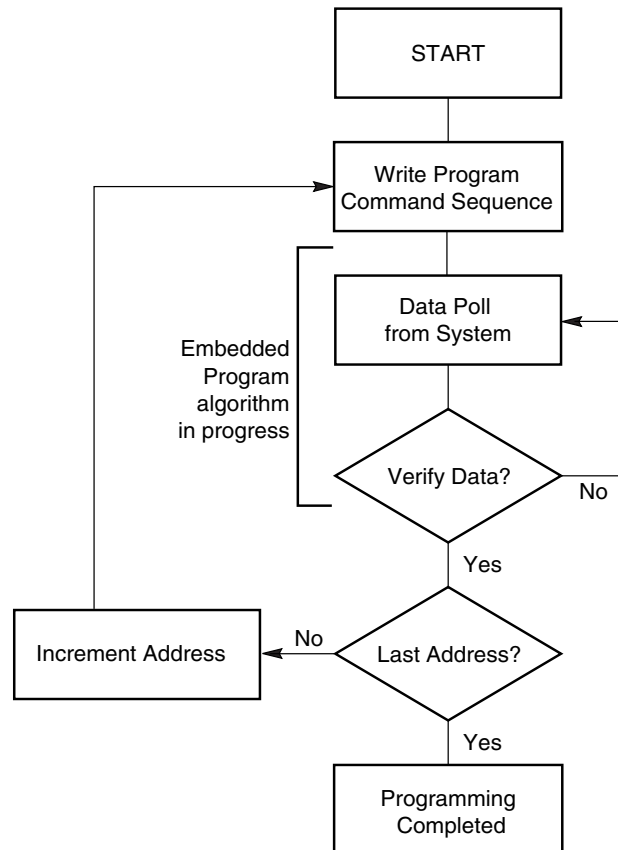 START
Write Program
Command Sequence
Data Poll
from System
Embedded
Program
algorithm
in progress
Verify Data?
No
Yes
No
Increment Address
Last Address?
Yes
Programming
Completed